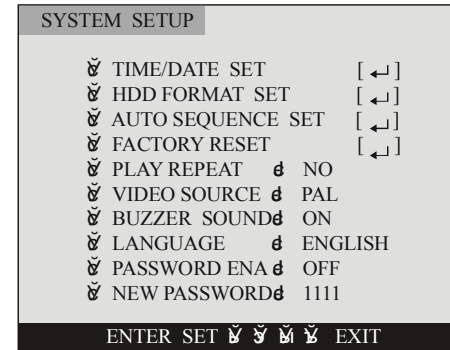 SYSTEM SETUP
TIME/DATE SET [↵]
HDD FORMAT SET [↵]
AUTO SEQUENCE SET [↵]
FACTORY RESET [↵]
PLAY REPEAT NO
VIDEO SOURCE PAL
BUZZER SOUND ON
LANGUAGE ENGLISH
PASSWORD ENA OFF
NEW PASSWORD 1111
ENTER SET EXIT